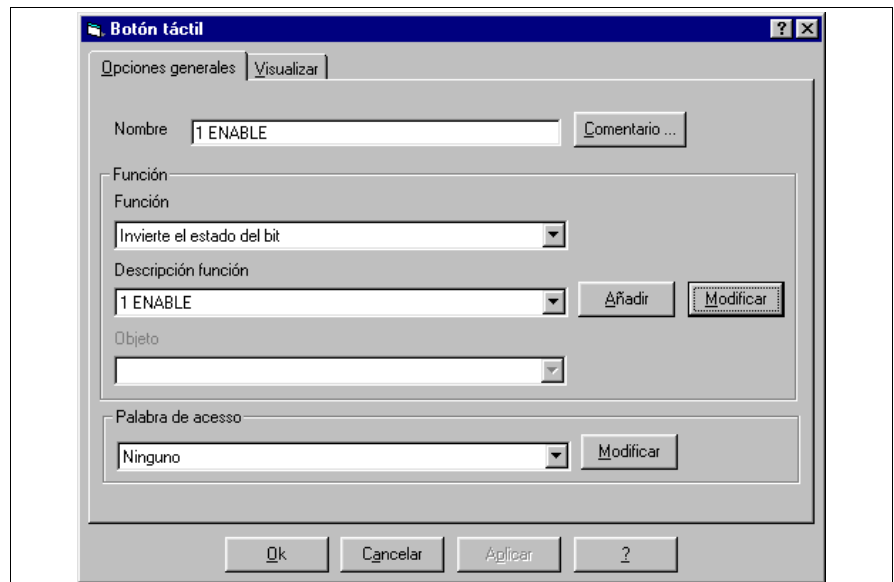 Botón táctil
Opciones generales Visualizar
Nombre 1 ENABLE Comentario ...
Función
Función
Invierte el estado del bit
Descripción función
1 ENABLE Añadir Modificar
Objeto
Palabra de acesso
Ninguno Modificar
Ok Cancelar Aplicar ?